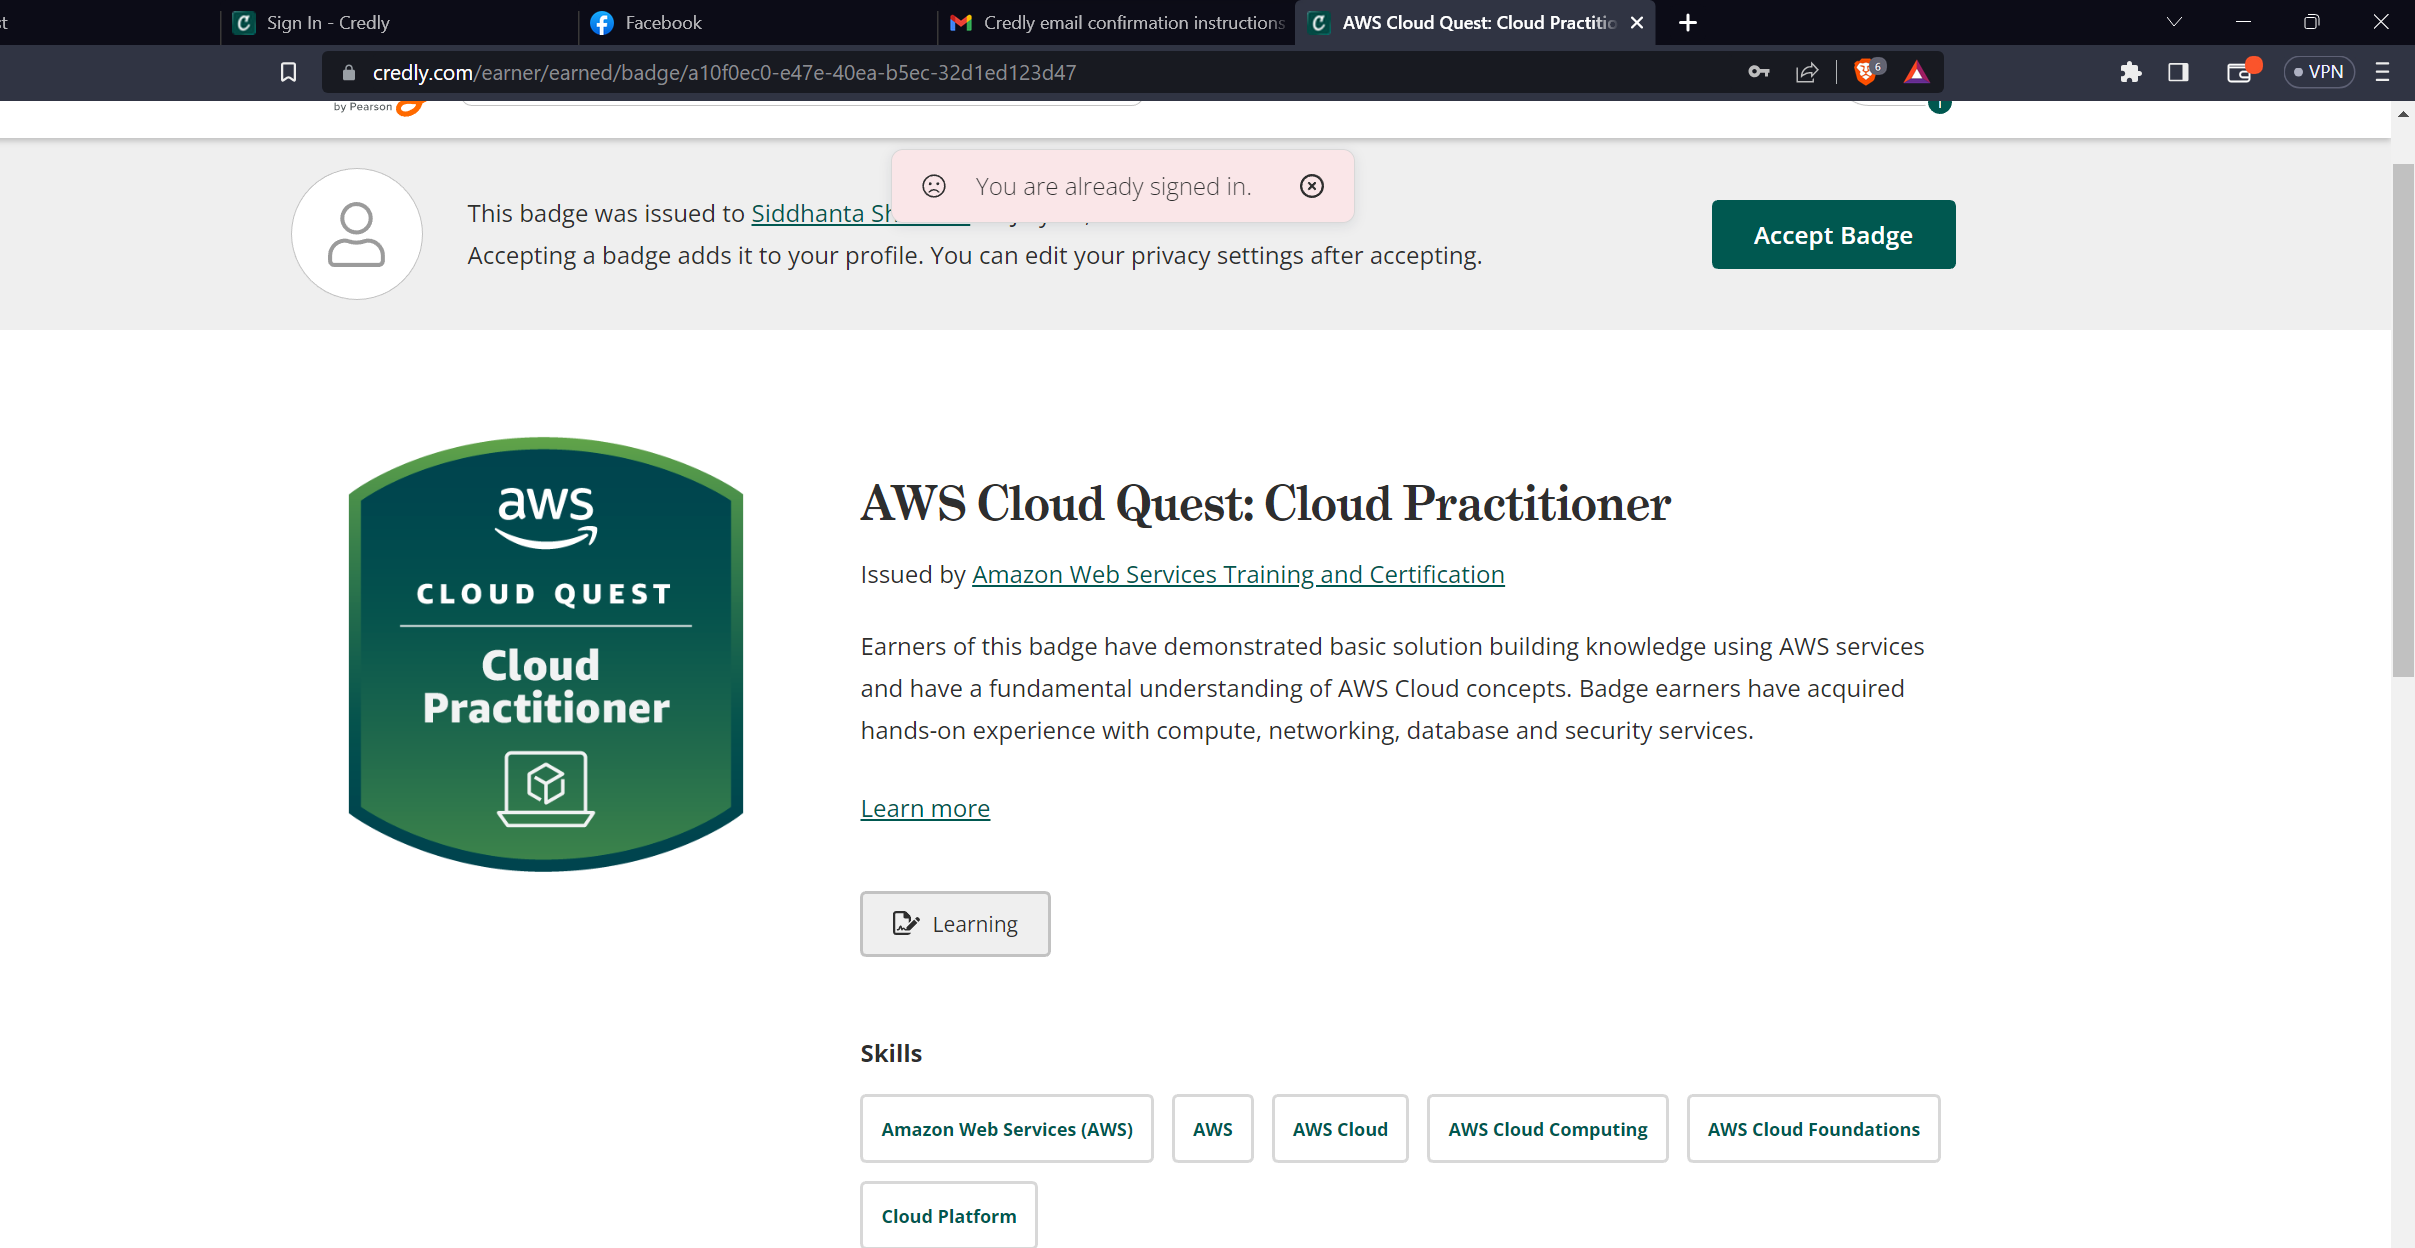 t
Sign In - Credly
Facebook
Credly email confirmation instructions
AWS Cloud Quest: Cloud Practitio
credly.com/earner/earned/badge/a10f0ec0-e47e-40ea-b5ec-32d1ed123d47
6
VPN
by Pearson
You are already signed in.
This badge was issued to Siddhanta
Accepting a badge adds it to your profile. You can edit your privacy settings after accepting.
Accept Badge
aws
CLOUD QUEST
Cloud
Practitioner
AWS Cloud Quest: Cloud Practitioner
Issued by Amazon Web Services Training and Certification
Earners of this badge have demonstrated basic solution building knowledge using AWS services
and have a fundamental understanding of AWS Cloud concepts. Badge earners have acquired
hands-on experience with compute, networking, database and security services.
Learn more
Learning
Skills
Amazon Web Services (AWS)
AWS
AWS Cloud
AWS Cloud Computing
AWS Cloud Foundations
Cloud Platform